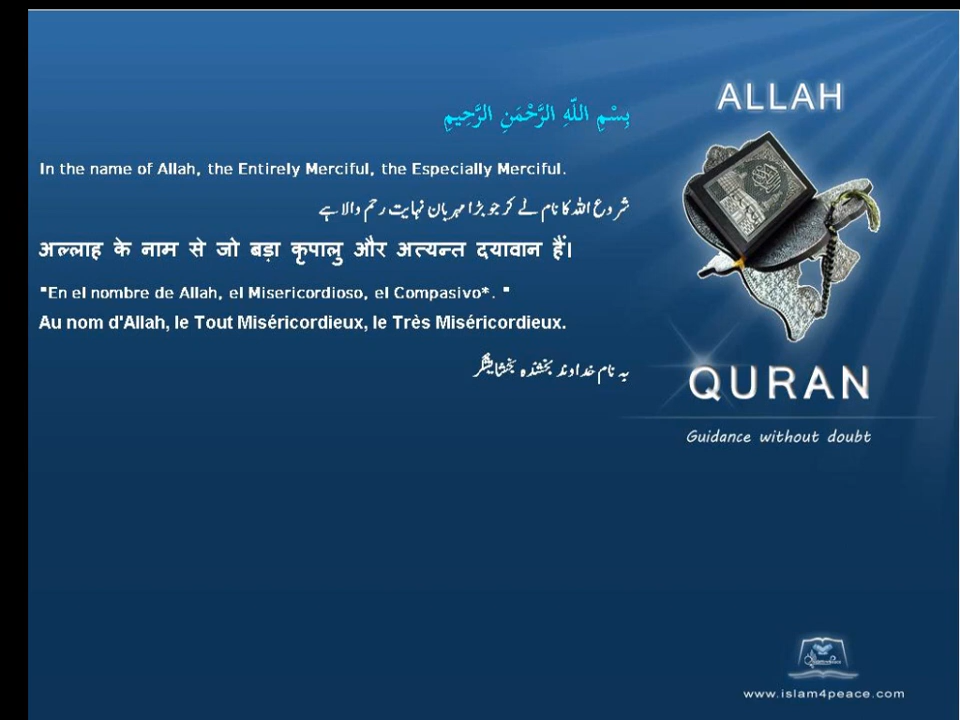 بِسْمِ اللَّهِ الرَّحْمَنِ الرَّحِيمِ
In the name of Allah, the Entirely Merciful, the Especially Merciful.
شروع الله کا نام لے کر جو بڑا مہربان نہایت رحم والا ہے
अल्लाह के नाम से जो बड़ा कृपालु और अत्यन्त दयावान हैं।
"En el nombre de Allah, el Misericordioso, el Compasivo*. "
Au nom d'Allah, le Tout Miséricordieux, le Très Miséricordieux.
به نام خداوند بخشنده بخشایشگر
ALLAH
QURAN
Guidance without doubt
www.islam4peace.com